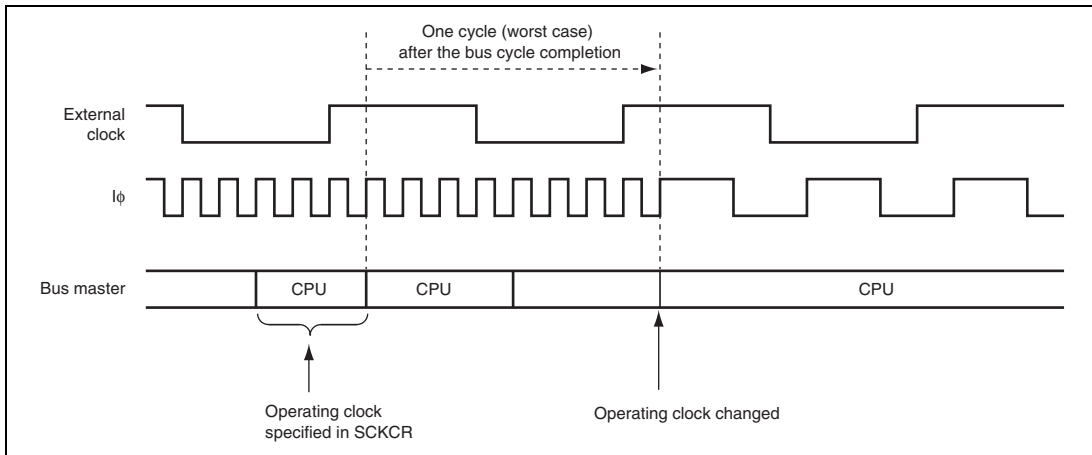 One cycle (worst case)
after the bus cycle completion
External
clock
Iϕ
Bus master
CPU
CPU
CPU
Operating clock
specified in SCKCR
Operating clock changed